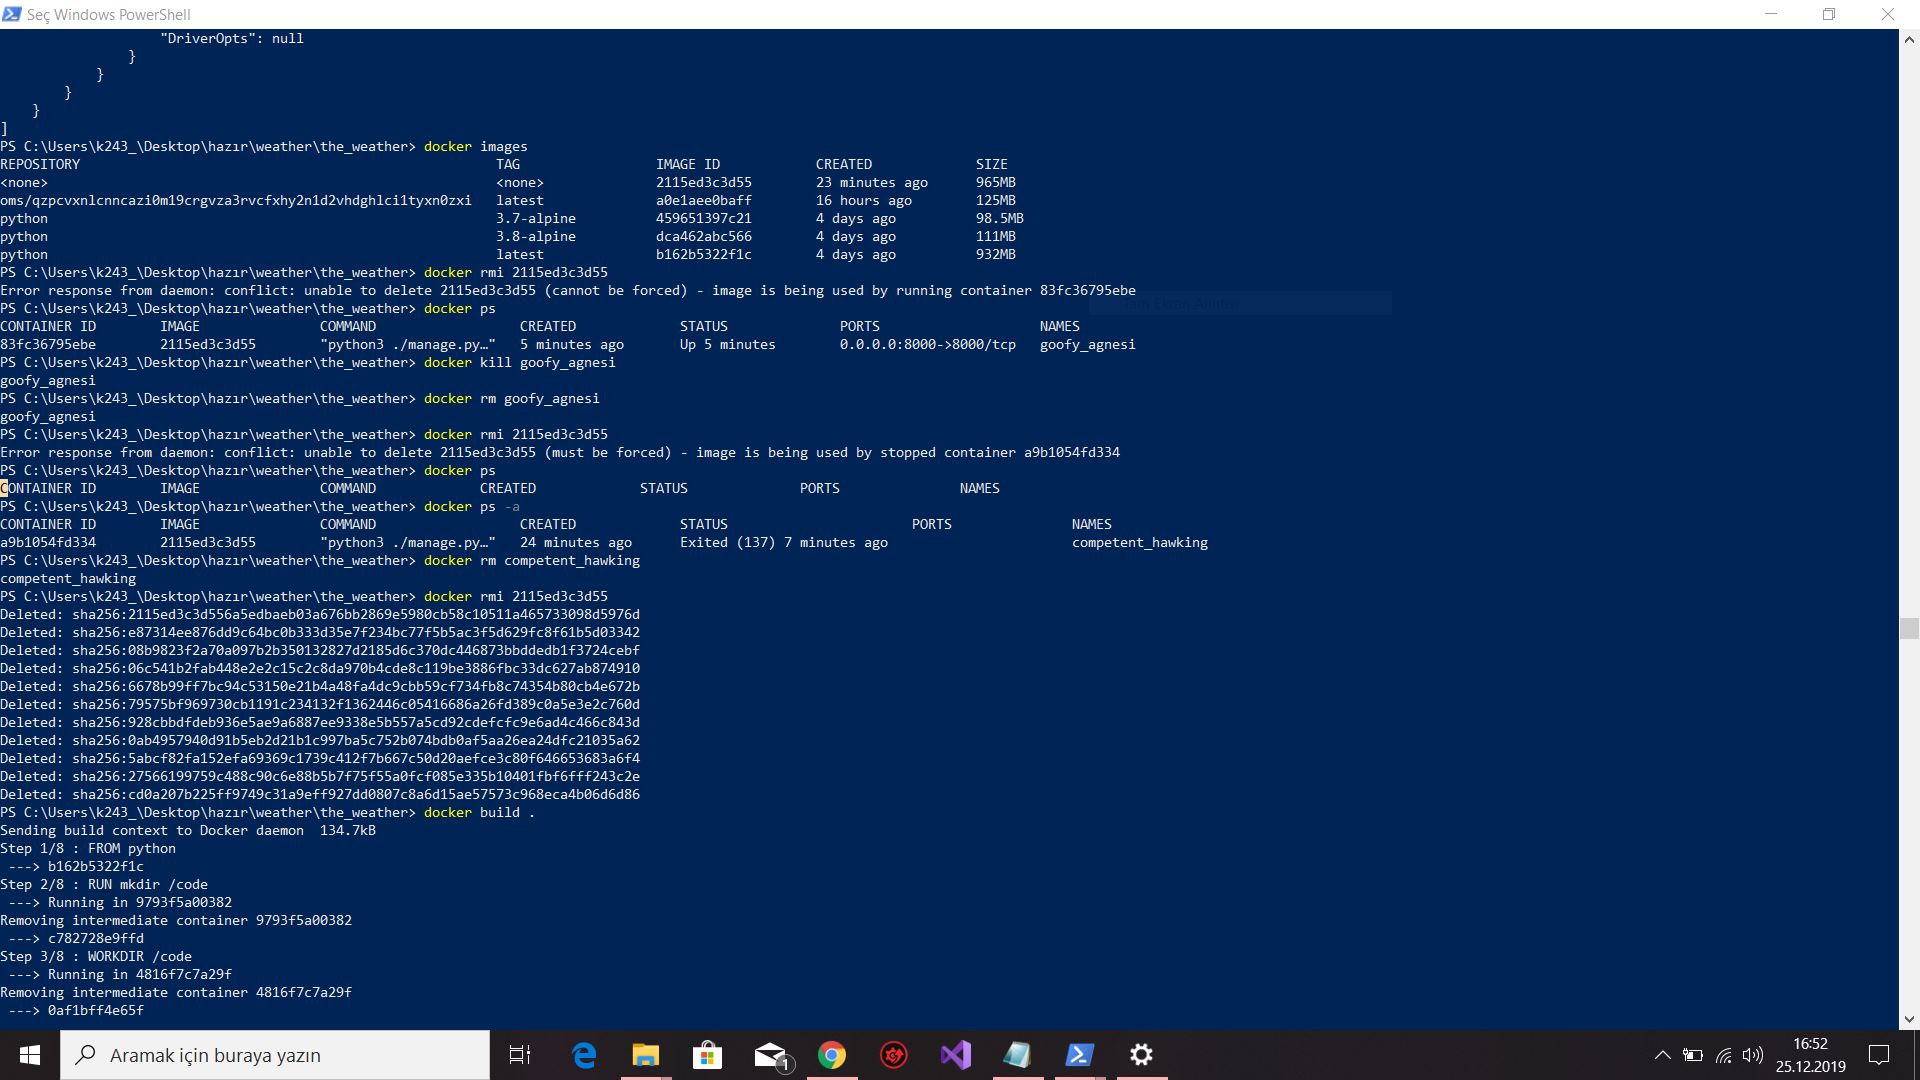 Seç Windows PowerShell
"DriverOpts": null
}
}
}
}
]
PS C:\Users\k243_\Desktop\hazır\weather\the_weather> docker images
REPOSITORY TAG IMAGE ID CREATED SIZE
<none> <none> 2115ed3c3d55 23 minutes ago 965MB
oms/qzpcvxnlcnncazi0m19crgvza3rvcfxhy2n1d2vhdghlci1tyxn0zxi latest a0e1aee0baff 16 hours ago 125MB
python 3.7-alpine 459651397c21 4 days ago 98.5MB
python 3.8-alpine dca462abc566 4 days ago 111MB
python latest b162b5322f1c 4 days ago 932MB
PS C:\Users\k243_\Desktop\hazır\weather\the_weather> docker rmi 2115ed3c3d55
Error response from daemon: conflict: unable to delete 2115ed3c3d55 (cannot be forced) - image is being used by running container 83fc36795ebe
PS C:\Users\k243_\Desktop\hazır\weather\the_weather> docker ps
CONTAINER ID IMAGE COMMAND CREATED STATUS PORTS NAMES
83fc36795ebe 2115ed3c3d55 "python3 ./manage.py…" 5 minutes ago Up 5 minutes 0.0.0.0:8000->8000/tcp goofy_agnesi
PS C:\Users\k243_\Desktop\hazır\weather\the_weather> docker kill goofy_agnesi
goofy_agnesi
PS C:\Users\k243_\Desktop\hazır\weather\the_weather> docker rm goofy_agnesi
goofy_agnesi
PS C:\Users\k243_\Desktop\hazır\weather\the_weather> docker rmi 2115ed3c3d55
Error response from daemon: conflict: unable to delete 2115ed3c3d55 (must be forced) - image is being used by stopped container a9b1054fd334
PS C:\Users\k243_\Desktop\hazır\weather\the_weather> docker ps
CONTAINER ID IMAGE COMMAND CREATED STATUS PORTS NAMES
PS C:\Users\k243_\Desktop\hazır\weather\the_weather> docker ps -a
CONTAINER ID IMAGE COMMAND CREATED STATUS PORTS NAMES
a9b1054fd334 2115ed3c3d55 "python3 ./manage.py…" 24 minutes ago Exited (137) 7 minutes ago competent_hawking
PS C:\Users\k243_\Desktop\hazır\weather\the_weather> docker rm competent_hawking
competent_hawking
PS C:\Users\k243_\Desktop\hazır\weather\the_weather> docker rmi 2115ed3c3d55
Deleted: sha256:2115ed3c3d556a5edbaeb03a676bb2869e5980cb58c10511a465733098d5976d
Deleted: sha256:e87314ee876dd9c64bc0b333d35e7f234bc77f5b5ac3f5d629fc8f61b5d03342
Deleted: sha256:08b9823f2a70a097b2b350132827d2185d6c370dc446873bbddedb1f3724cebf
Deleted: sha256:06c541b2fab448e2e2c15c2c8da970b4cde8c119be3886fbc33dc627ab874910
Deleted: sha256:6678b99ff7bc94c53150e21b4a48fa4dc9cbb59cf734fb8c74354b80cb4e672b
Deleted: sha256:79575bf969730cb1191c234132f1362446c05416686a26fd389c0a5e3e2c760d
Deleted: sha256:928cbbdfdeb936e5ae9a6887ee9338e5b557a5cd92cdefcfc9e6ad4c466c843d
Deleted: sha256:0ab4957940d91b5eb2d21b1c997ba5c752b074bdb0af5aa26ea24dfc21035a62
Deleted: sha256:5abcf82fa152efa69369c1739c412f7b667c50d20aefce3c80f646653683a6f4
Deleted: sha256:27566199759c488c90c6e88b5b7f75f55a0fcf085e335b10401fbf6fff243c2e
Deleted: sha256:cd0a207b225ff9749c31a9eff927dd0807c8a6d15ae57573c968eca4b06d6d86
PS C:\Users\k243_\Desktop\hazır\weather\the_weather> docker build .
Sending build context to Docker daemon 134.7kB
Step 1/8 : FROM python
---> b162b5322f1c
Step 2/8 : RUN mkdir /code
---> Running in 9793f5a00382
Removing intermediate container 9793f5a00382
---> c782728e9ffd
Step 3/8 : WORKDIR /code
---> Running in 4816f7c7a29f
Removing intermediate container 4816f7c7a29f
---> 0af1bff4e65f
Aramak için buraya yazın
1
16:52
25.12.2019